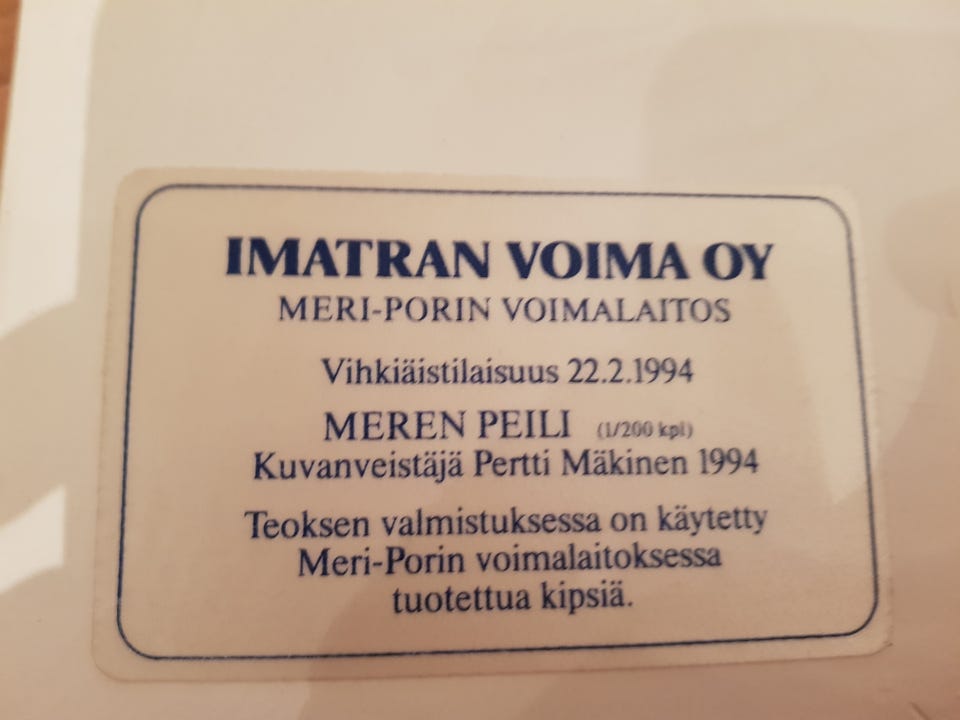 IMATRAN VOIMA OY
MERI-PORIN VOIMALAITOS
Vihkiäistilaisuus 22.2.1994
MEREN PEILI (1/200 kpl)
Kuvanveistäjä Pertti Mäkinen 1994
Teoksen valmistuksessa on käytetty
Meri-Porin voimalaitoksessa
tuotettua kipsiä.